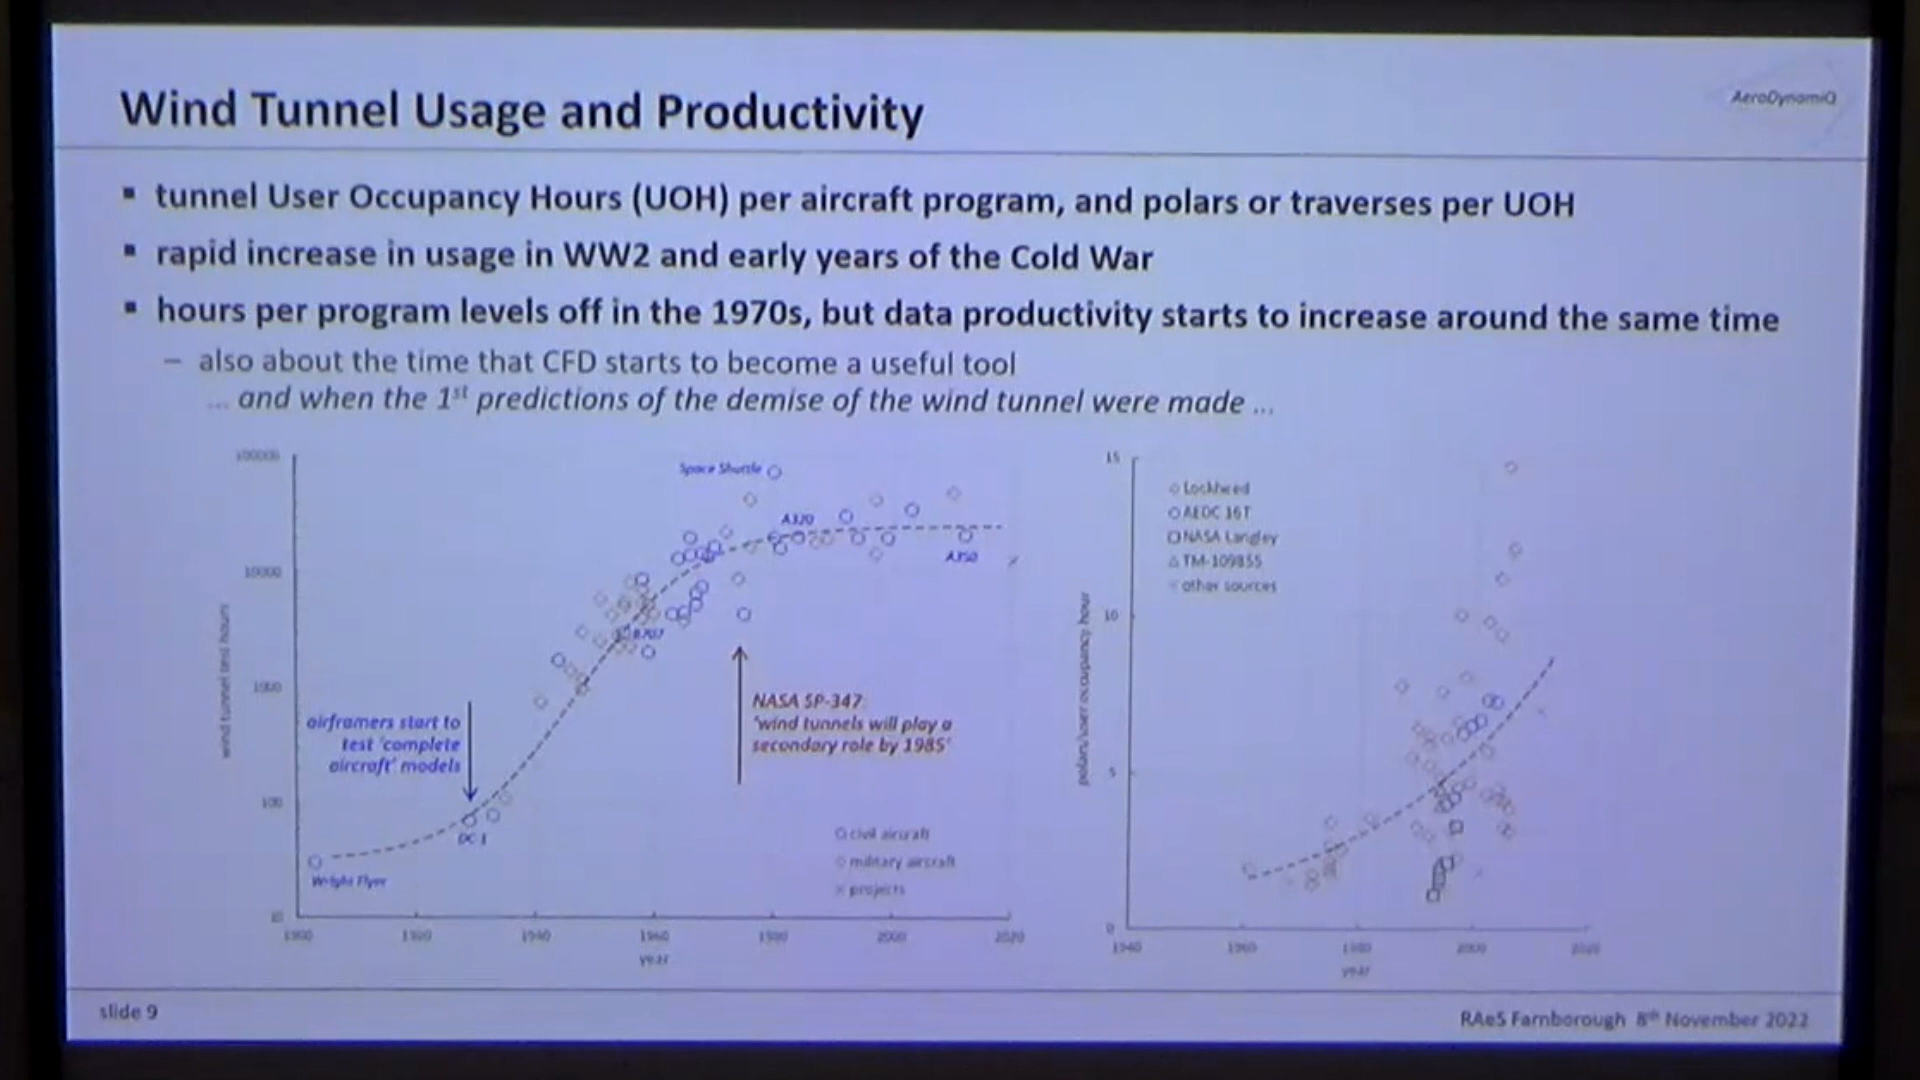 Wind Tunnel Usage and Productivity
AeroDynamiQ
▪ tunnel User Occupancy Hours (UOH) per aircraft program, and polars or traverses per UOH
▪ rapid increase in usage in WW2 and early years of the Cold War
▪ hours per program levels off in the 1970s, but data productivity starts to increase around the same time
– also about the time that CFD starts to become a useful tool
... and when the 1st predictions of the demise of the wind tunnel were made ...
100000
10000
1000
100
10
wind tunnel test hours
Space Shuttle
A320
A350
B707
airframers start to
test 'complete
aircraft' models
NASA SP-347:
'wind tunnels will play a
secondary role by 1985'
DC-1
Wright Flyer
civil aircraft
military aircraft
× projects
1900
1920
1940
1960
1980
2000
2020
year
15
10
5
0
polars/user occupancy hour
Lockheed
AEDC 16T
NASA Langley
TM-109855
× other sources
1940
1960
1980
2000
2020
year
slide 9
RAeS Farnborough 8th November 2022